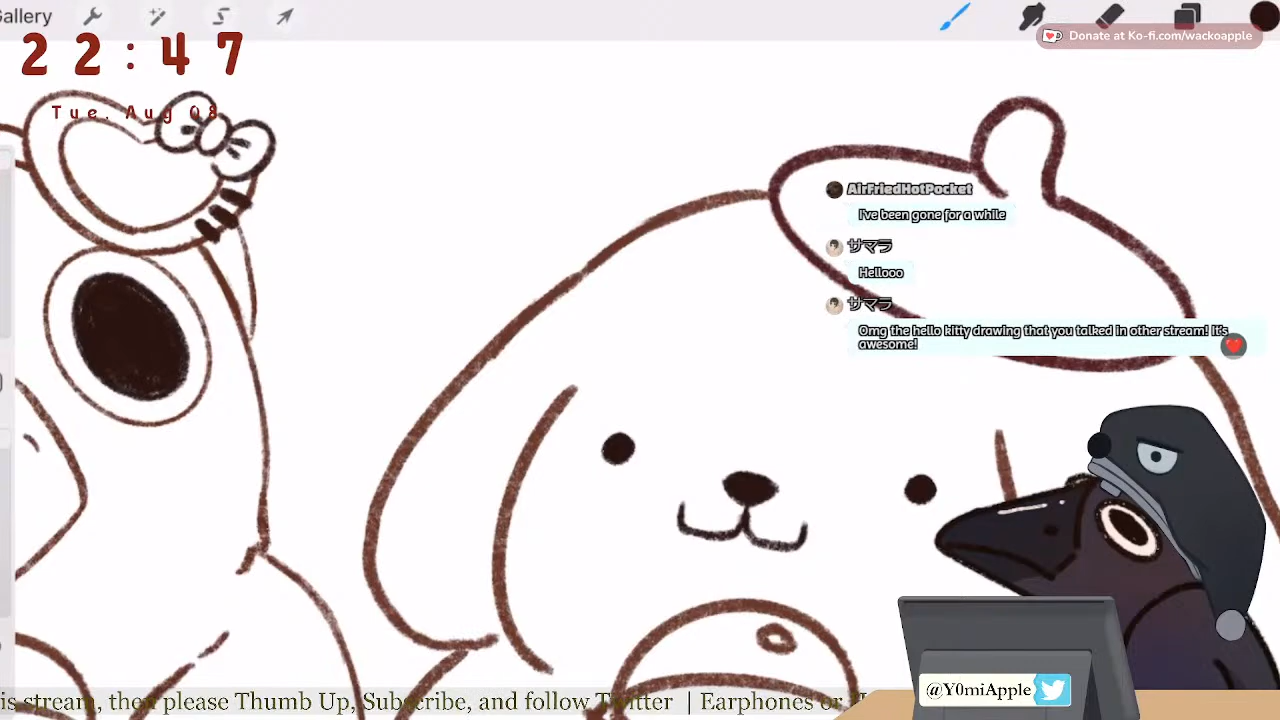 Gallery
22:47
Donate at Ko-fi.com/wackoapple
Tue. Aug 08
AirFriedHotPocket
I've been gone for a while
サマラ
Hellooo
サマラ
Omg the hello kitty drawing that you talked in other stream! It's
awesome!
@Y0miApple
is stream, then please Thumb Up, Subscribe, and follow Twitter | Earphones or